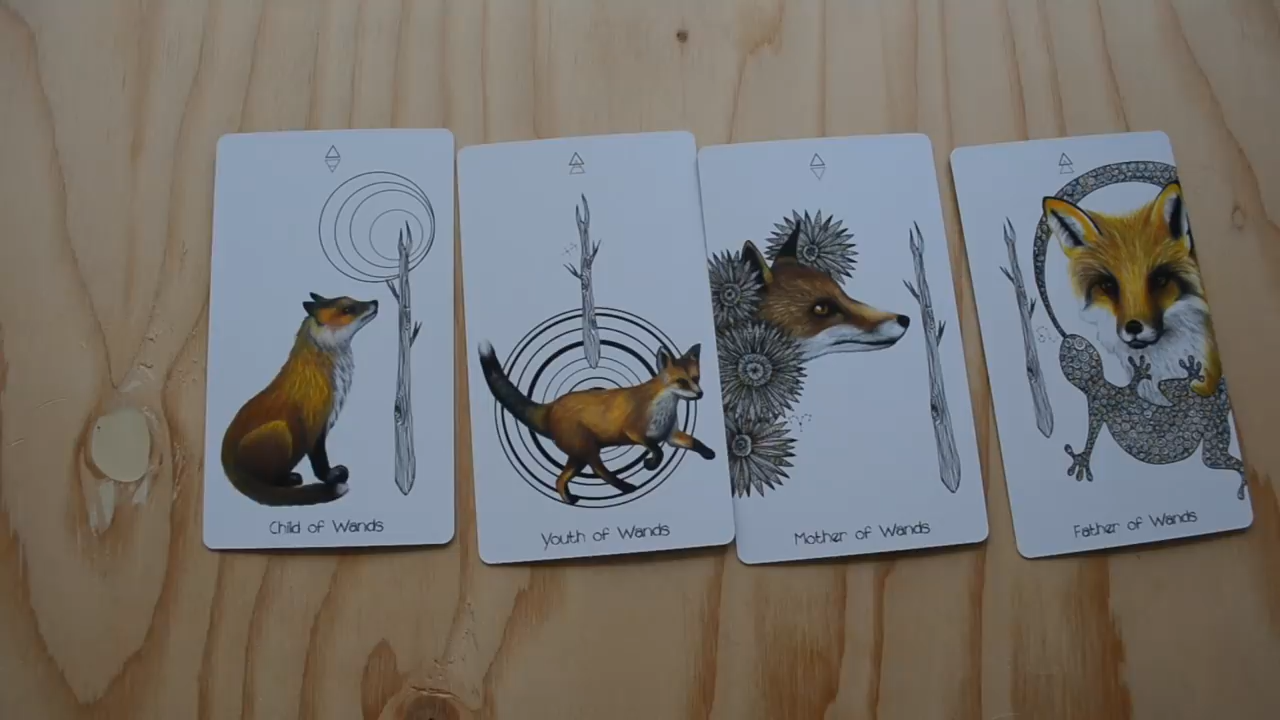 Child of Wands
Youth of Wands
Mother of Wands
Father of Wands